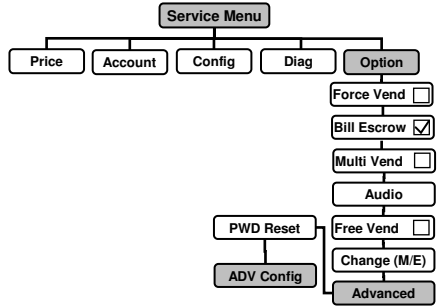 Service Menu
Price
Account
Config
Diag
Option
Force Vend
Bill Escrow
Multi Vend
Audio
PWD Reset
Free Vend
Change (M/E)
ADV Config
Advanced